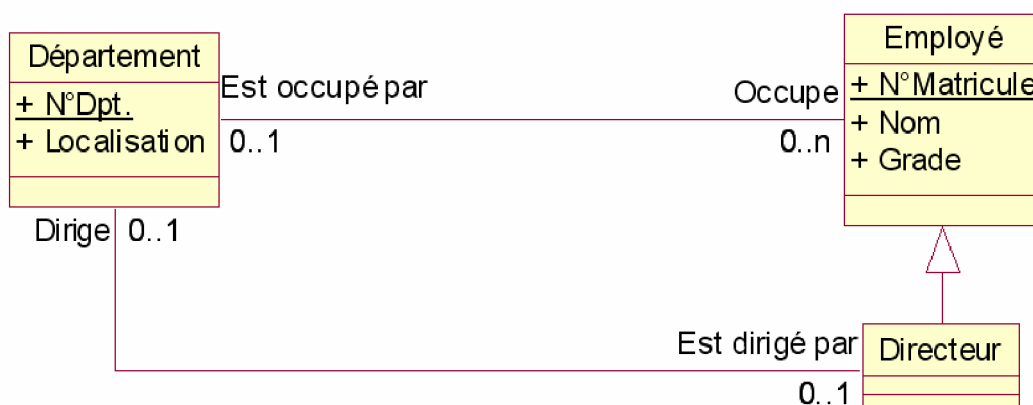 Département
+ N°Dpt.
+ Localisation
Est occupé par
0..1
Occupe
0..n
Employé
+ N°Matricule
+ Nom
+ Grade
Dirige
0..1
Est dirigé par
0..1
Directeur